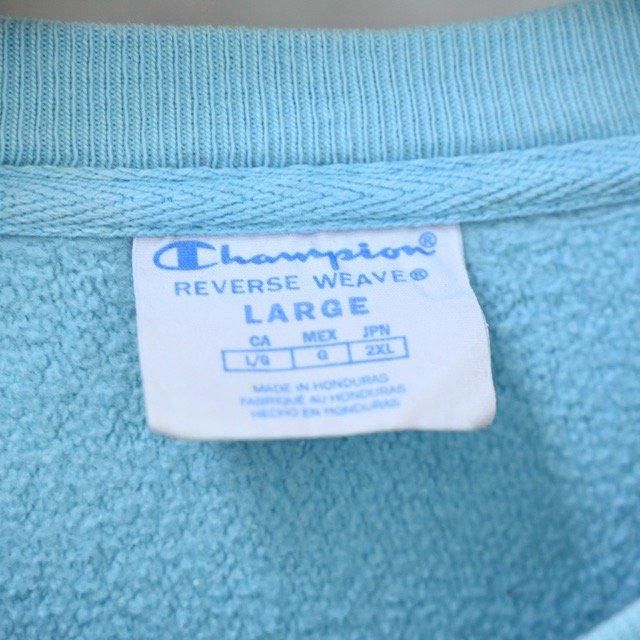 Champion®
REVERSE WEAVE®
LARGE
CA MEX JPN
L/G G 2XL
MADE IN HONDURAS
FABRIQUÉ AU HONDURAS
HECHO EN HONDURAS